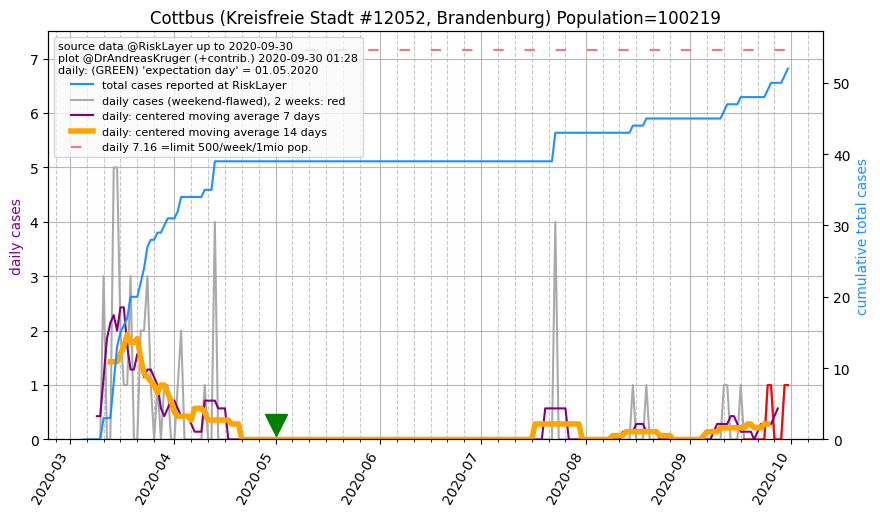 Cottbus (Kreisfreie Stadt #12052, Brandenburg) Population=100219
source data @RiskLayer up to 2020-09-30
plot @DrAndreasKruger (+contrib.) 2020-09-30 01:28
daily: (GREEN) 'expectation day' = 01.05.2020
total cases reported at RiskLayer
daily cases (weekend-flawed), 2 weeks: red
daily: centered moving average 7 days
daily: centered moving average 14 days
daily 7.16 =limit 500/week/1mio pop.
daily cases
7
6
5
4
3
2
1
0
cumulative total cases
50
40
30
20
10
0
2020-03
2020-04
2020-05
2020-06
2020-07
2020-08
2020-09
2020-10